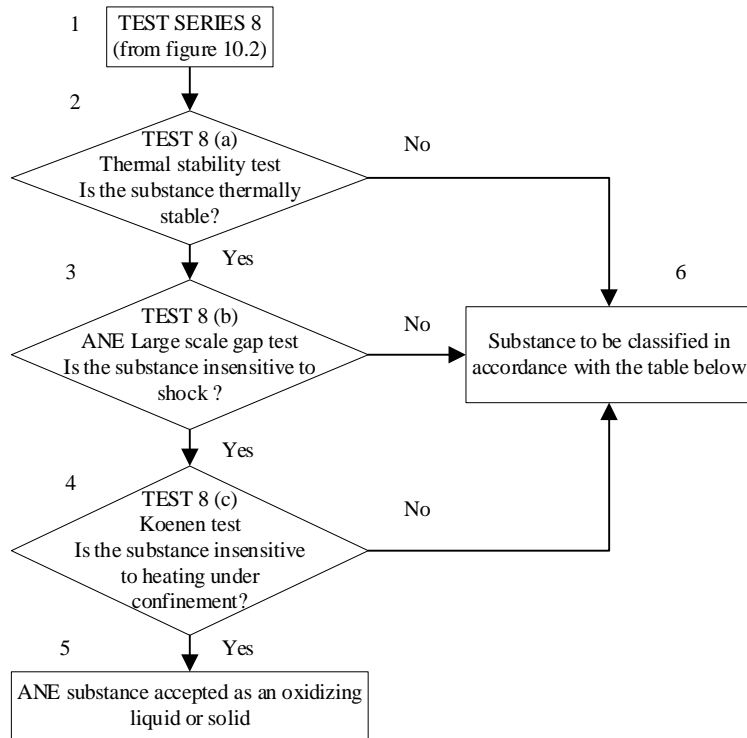 1
TEST SERIES 8
(from figure 10.2)
2
TEST 8 (a)
Thermal stability test
Is the substance thermally
stable?
No
Yes
3
TEST 8 (b)
ANE Large scale gap test
Is the substance insensitive to
shock ?
No
6
Substance to be classified in
accordance with the table below
Yes
4
TEST 8 (c)
Koenen test
Is the substance insensitive
to heating under
confinement?
No
Yes
5
ANE substance accepted as an oxidizing
liquid or solid